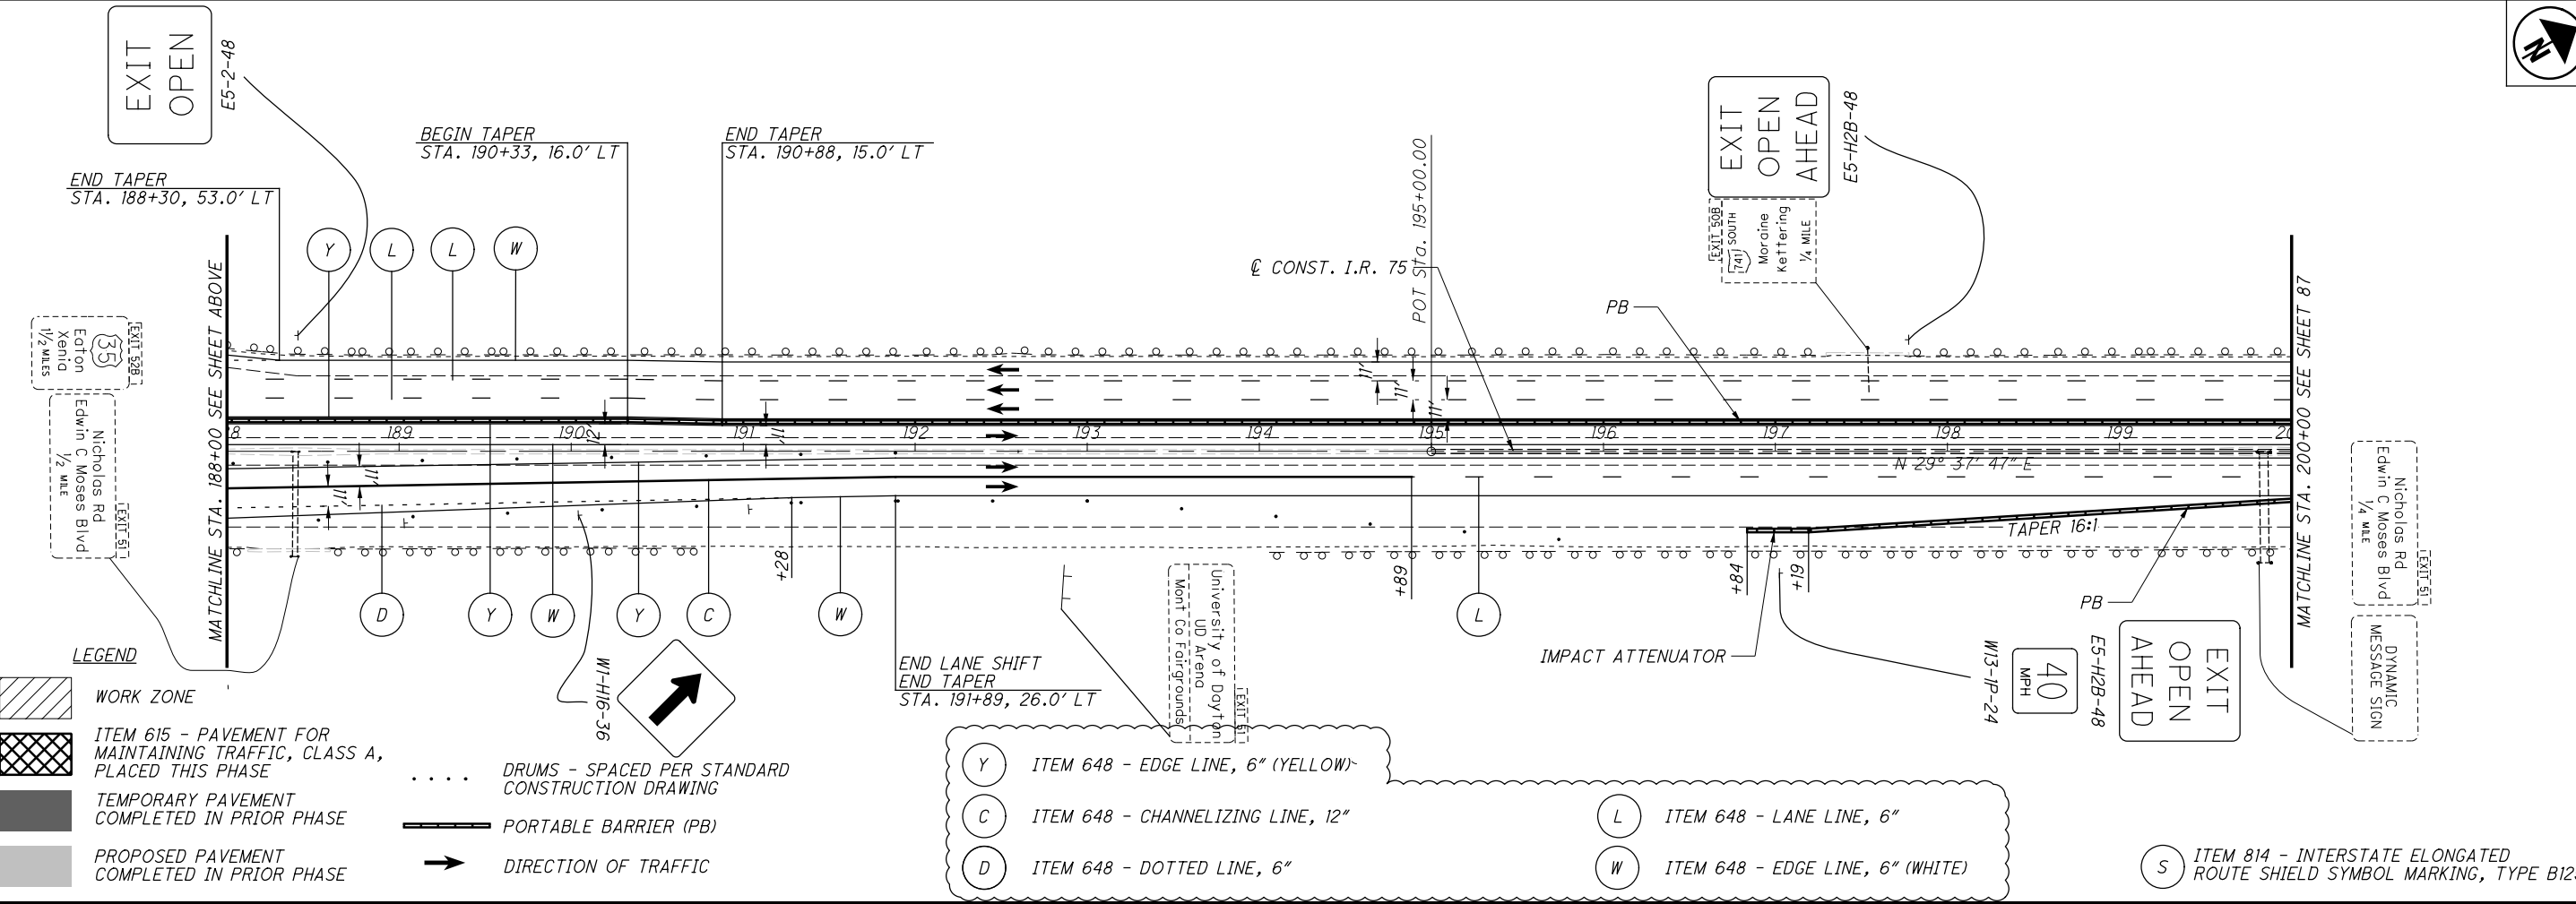 EXIT
OPEN
E5-2-48
BEGIN TAPER
STA. 190+33, 16.0' LT
END TAPER
STA. 190+88, 15.0' LT
END TAPER
STA. 188+30, 53.0' LT
Y
L
L
W
POT Sta. 195+00.00
℄ CONST. I.R. 75
EXIT
OPEN
AHEAD
E5-H2B-48
EXIT 50B
741 SOUTH
Moraine
Kettering
1/4 MILE
PB
N
MATCHLINE STA. 188+00 SEE SHEET ABOVE
MATCHLINE STA. 200+00 SEE SHEET 87
EXIT 52B
35
Eaton
Xenia
1 1/2 MILES
EXIT 51
Nicholas Rd
Edwin C Moses Blvd
1/2 MILE
8
189
190
191
192
193
194
195
196
197
198
199
20
12'
11'
11'
11'
11'
11'
11'
N 29° 37' 47" E
TAPER 16:1
+28
+89
+84
+19
D
Y
W
Y
C
W
L
PB
IMPACT ATTENUATOR
END LANE SHIFT
END TAPER
STA. 191+89, 26.0' LT
W1-H16-36
EXIT 51
University of Dayton
UD Arena
Mont Co Fairgrounds
W13-1P-24
40
MPH
E5-H2B-48
EXIT
OPEN
AHEAD
EXIT 51
Nicholas Rd
Edwin C Moses Blvd
1/4 MILE
DYNAMIC
MESSAGE SIGN
LEGEND
WORK ZONE
ITEM 615 - PAVEMENT FOR
MAINTAINING TRAFFIC, CLASS A,
PLACED THIS PHASE
TEMPORARY PAVEMENT
COMPLETED IN PRIOR PHASE
PROPOSED PAVEMENT
COMPLETED IN PRIOR PHASE
DRUMS - SPACED PER STANDARD
CONSTRUCTION DRAWING
PORTABLE BARRIER (PB)
DIRECTION OF TRAFFIC
Y ITEM 648 - EDGE LINE, 6" (YELLOW)
C ITEM 648 - CHANNELIZING LINE, 12"
D ITEM 648 - DOTTED LINE, 6"
L ITEM 648 - LANE LINE, 6"
W ITEM 648 - EDGE LINE, 6" (WHITE)
S ITEM 814 - INTERSTATE ELONGATED
ROUTE SHIELD SYMBOL MARKING, TYPE